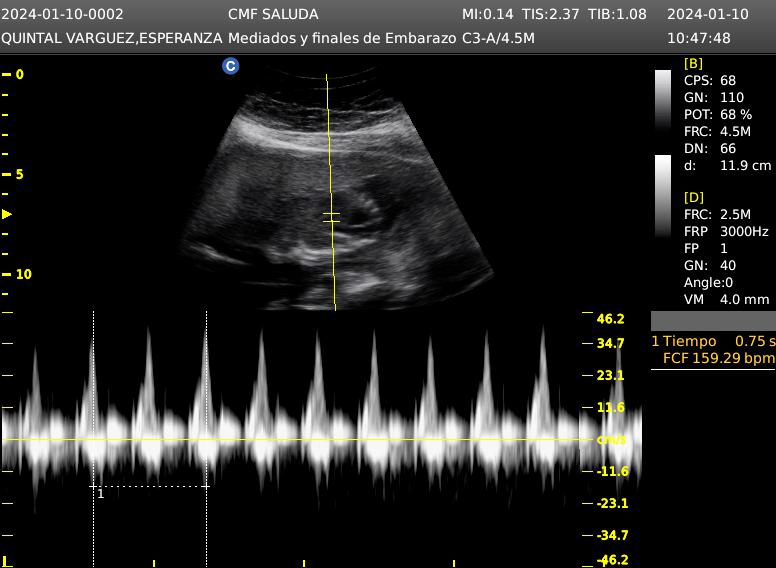 2024-01-10-0002 CMF SALUDA MI:0.14 TIS:2.37 TIB:1.08 2024-01-10
QUINTAL VARGUEZ,ESPERANZA Mediados y finales de Embarazo C3-A/4.5M 10:47:48
C
0
5
10
[B]
CPS: 68
GN: 110
POT: 68 %
FRC: 4.5M
DN: 66
d: 11.9 cm
[D]
FRC: 2.5M
FRP 3000Hz
FP 1
GN: 40
Angle:0
VM 4.0 mm
1 Tiempo 0.75 s
FCF 159.29 bpm
46.2
34.7
23.1
11.6
cm/s
-11.6
-23.1
-34.7
-46.2
1